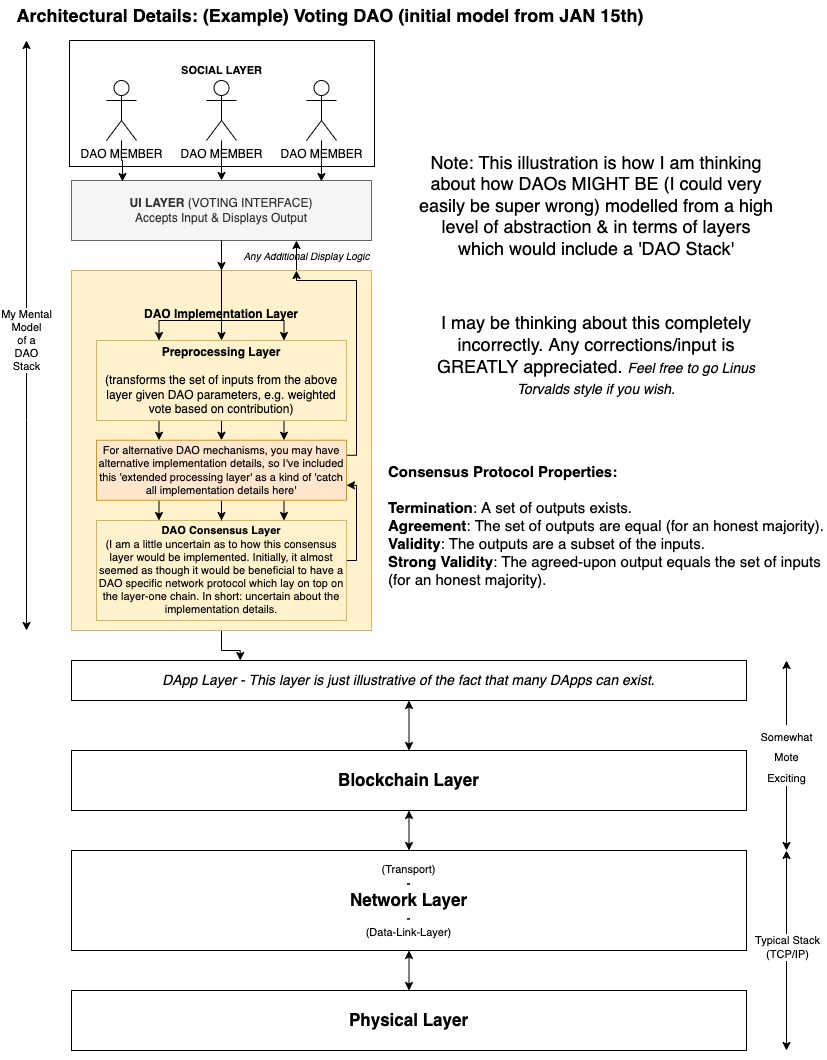 Architectural Details: (Example) Voting DAO (initial model from JAN 15th)
SOCIAL LAYER
DAO MEMBER
DAO MEMBER
DAO MEMBER
UI LAYER (VOTING INTERFACE)
Accepts Input & Displays Output
Any Additional Display Logic
Note: This illustration is how I am thinking
about how DAOs MIGHT BE (I could very
easily be super wrong) modelled from a high
level of abstraction & in terms of layers
which would include a 'DAO Stack'
I may be thinking about this completely
incorrectly. Any corrections/input is
GREATLY appreciated. Feel free to go Linus
Torvalds style if you wish.
My Mental
Model
of a
DAO
Stack
DAO Implementation Layer
Preprocessing Layer
(transforms the set of inputs from the above
layer given DAO parameters, e.g. weighted
vote based on contribution)
For alternative DAO mechanisms, you may have
alternative implementation details, so I've included
this 'extended processing layer' as a kind of 'catch
all implementation details here'
DAO Consensus Layer
(I am a little uncertain as to how this consensus
layer would be implemented. Initially, it almost
seemed as though it would be beneficial to have a
DAO specific network protocol which lay on top on
the layer-one chain. In short: uncertain about the
implementation details.
Consensus Protocol Properties:
Termination: A set of outputs exists.
Agreement: The set of outputs are equal (for an honest majority).
Validity: The outputs are a subset of the inputs.
Strong Validity: The agreed-upon output equals the set of inputs
(for an honest majority).
DApp Layer - This layer is just illustrative of the fact that many DApps can exist.
Somewhat
Mote
Exciting
Blockchain Layer
(Transport)
-
Network Layer
-
(Data-Link-Layer)
Typical Stack
(TCP/IP)
Physical Layer